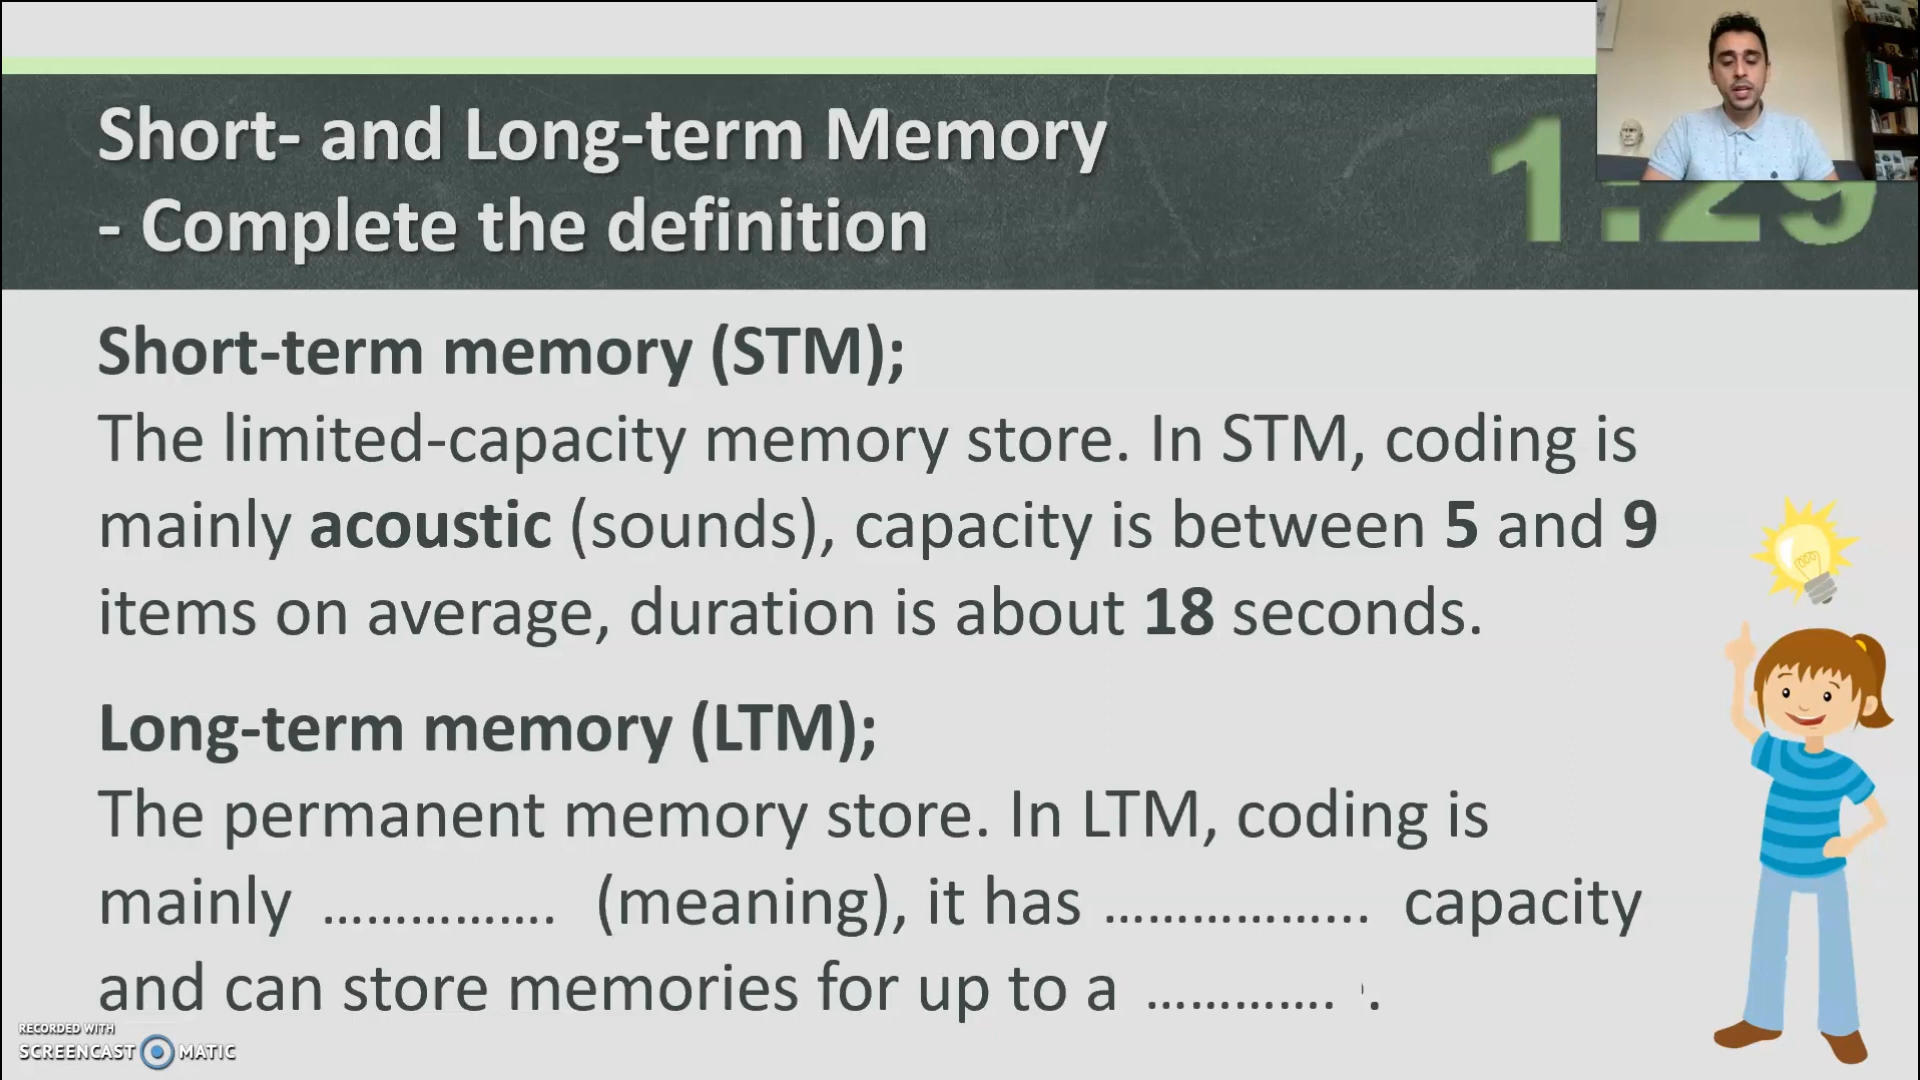 Short- and Long-term Memory
- Complete the definition
1:29
Short-term memory (STM);
The limited-capacity memory store. In STM, coding is
mainly acoustic (sounds), capacity is between 5 and 9
items on average, duration is about 18 seconds.
Long-term memory (LTM);
The permanent memory store. In LTM, coding is
mainly ……………. (meaning), it has ……………... capacity
and can store memories for up to a …………. .
RECORDED WITH
SCREENCAST MATIC